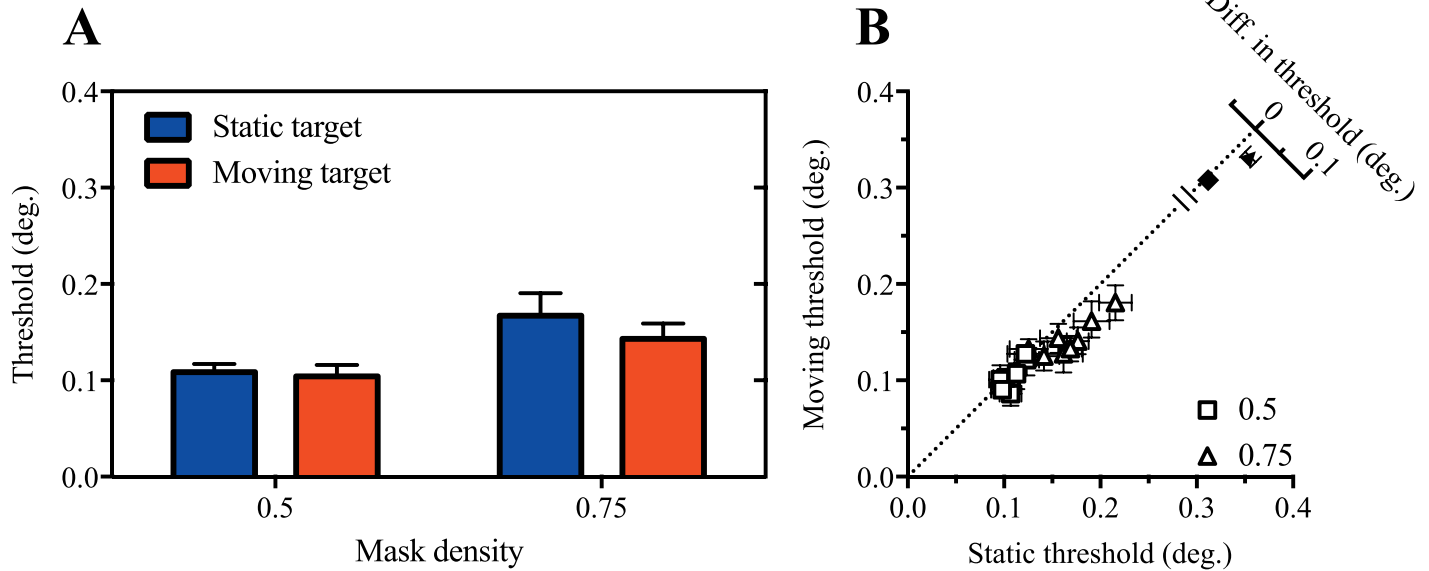 A
Threshold (deg.)
0.4
0.3
0.2
0.1
0.0
Static target
Moving target
0.5
0.75
Mask density
B
Moving threshold (deg.)
0.4
0.3
0.2
0.1
0.0
Diff. in threshold (deg.)
0
0.1
0.5
0.75
0.0
0.1
0.2
0.3
0.4
Static threshold (deg.)